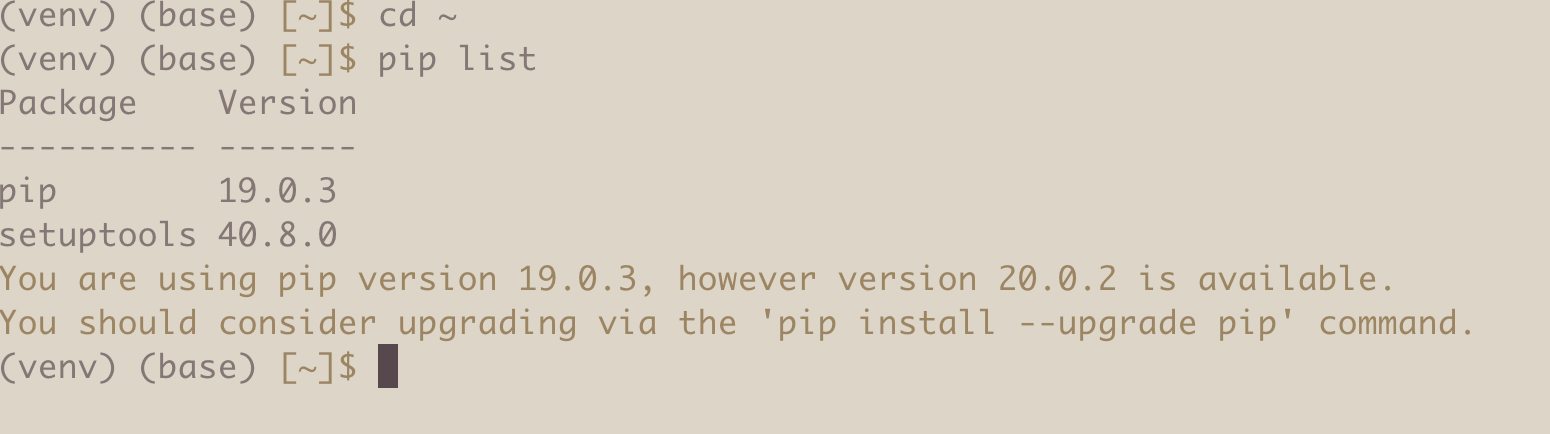 (venv) (base) [~]$ cd ~
(venv) (base) [~]$ pip list
Package    Version
---------- -------
pip        19.0.3
setuptools 40.8.0
You are using pip version 19.0.3, however version 20.0.2 is available.
You should consider upgrading via the 'pip install --upgrade pip' command.
(venv) (base) [~]$